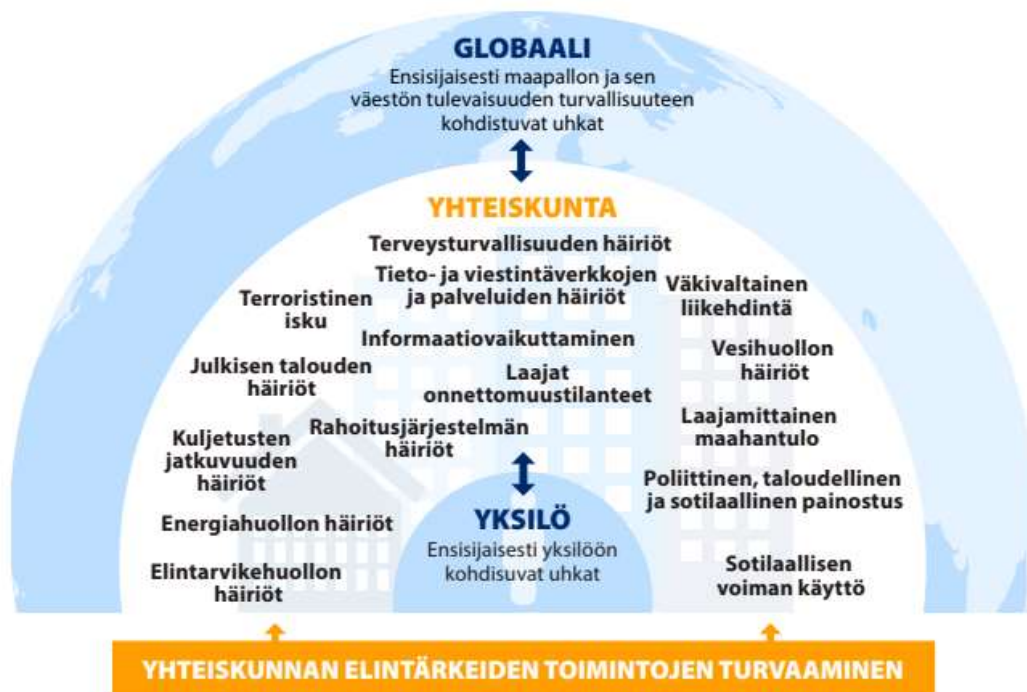 GLOBAALI
Ensisijaisesti maapallon ja sen
väestön tulevaisuuden turvallisuuteen
kohdistuvat uhkat
YHTEISKUNTA
Terveysturvallisuuden häiriöt
Tieto- ja viestintäverkkojen
ja palveluiden häiriöt
Väkivaltainen
liikehdintä
Terroristinen
isku
Informaatiovaikuttaminen
Vesihuollon
häiriöt
Julkisen talouden
häiriöt
Laajat
onnettomuustilanteet
Laajamittainen
maahantulo
Kuljetusten
jatkuvuuden
häiriöt
Rahoitusjärjestelmän
häiriöt
Poliittinen, taloudellinen
ja sotilaallinen painostus
Energiahuollon häiriöt
YKSILÖ
Ensisijaisesti yksilöön
kohdisuvat uhkat
Elintarvikehuollon
häiriöt
Sotilaallisen
voiman käyttö
YHTEISKUNNAN ELINTÄRKEIDEN TOIMINTOJEN TURVAAMINEN